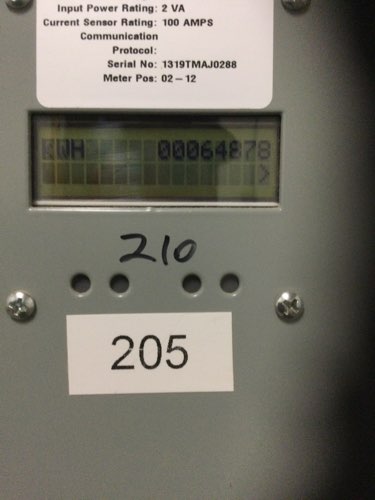 Input Power Rating: 2 VA
Current Sensor Rating: 100 AMPS
Communication
Protocol:
Serial No: 1319TMAJ0288
Meter Pos: 02-12
KWH 00064878
>
210
205